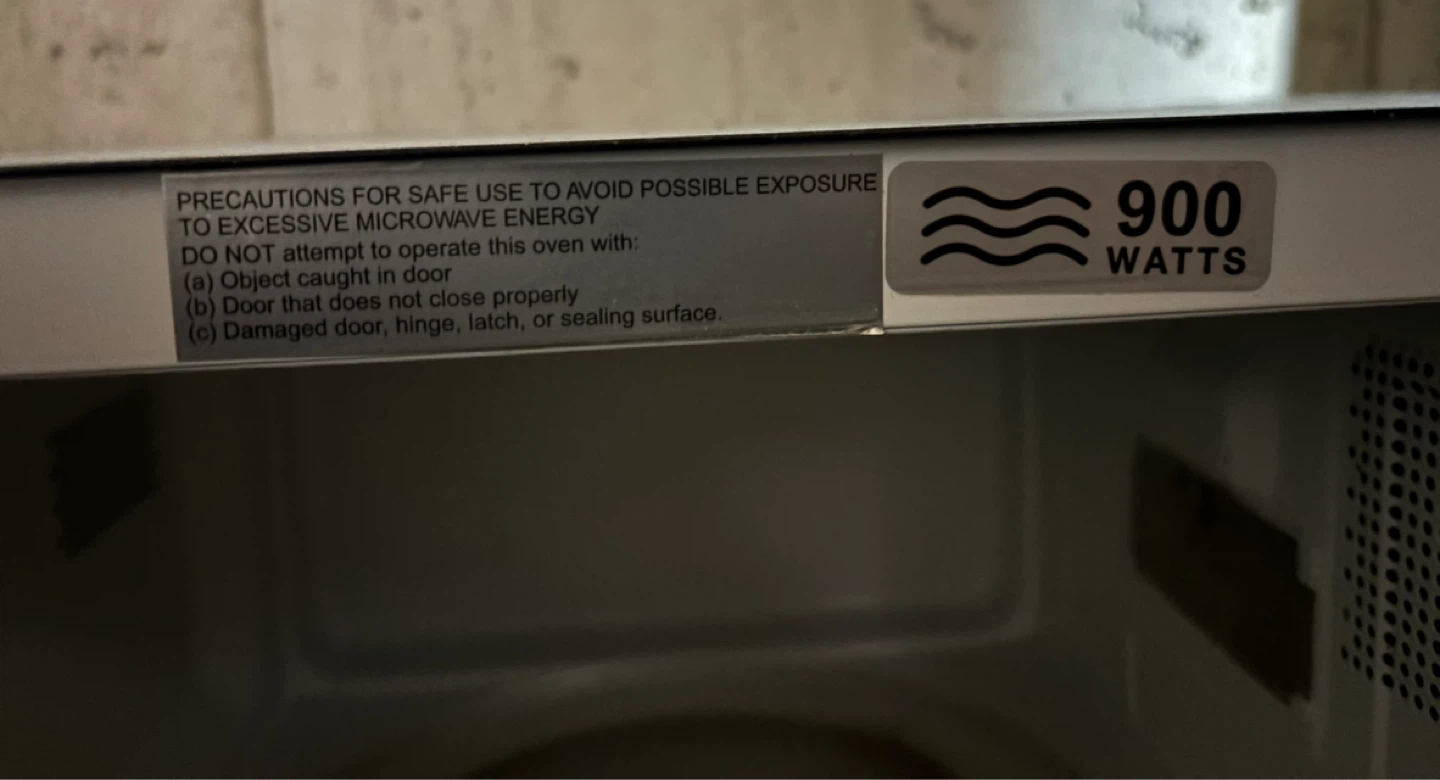 PRECAUTIONS FOR SAFE USE TO AVOID POSSIBLE EXPOSURE
TO EXCESSIVE MICROWAVE ENERGY
DO NOT attempt to operate this oven with:
(a) Object caught in door
(b) Door that does not close properly
(c) Damaged door, hinge, latch, or sealing surface.
900
WATTS